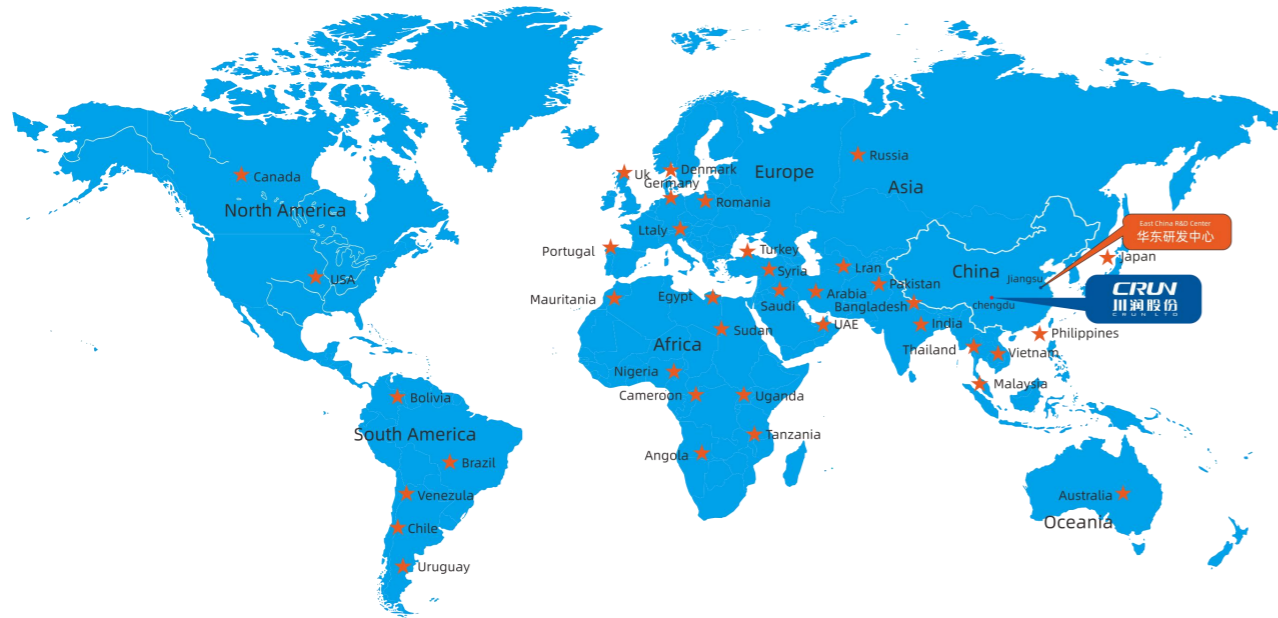 Canada
North America
USA
Bolivia
South America
Brazil
Venezula
Chile
Uruguay
Uk
Denmark
Germany
Romania
Ltaly
Portugal
Europe
Russia
Asia
Turkey
Syria
Lran
Pakistan
Saudi
Arabia
Bangladesh
UAE
India
Mauritania
Egypt
Sudan
Africa
Nigeria
Cameroon
Uganda
Tanzania
Angola
China
Jiangsu
chengdu
East China R&D Center
华东研发中心
Japan
CRUN
川润股份
CRUN LTD
Philippines
Thailand
Vietnam
Malaysia
Australia
Oceania